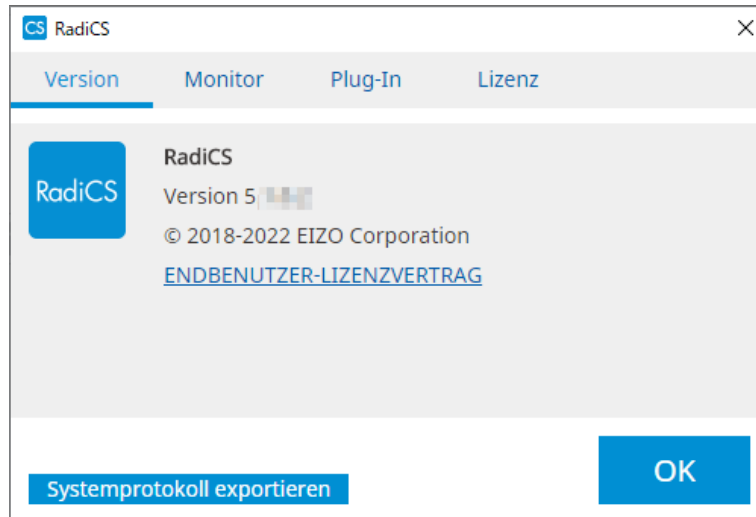 CS RadiCS
Version Monitor Plug-In Lizenz
RadiCS
RadiCS
Version 5
© 2018-2022 EIZO Corporation
ENDBENUTZER-LIZENZVERTRAG
OK
Systemprotokoll exportieren